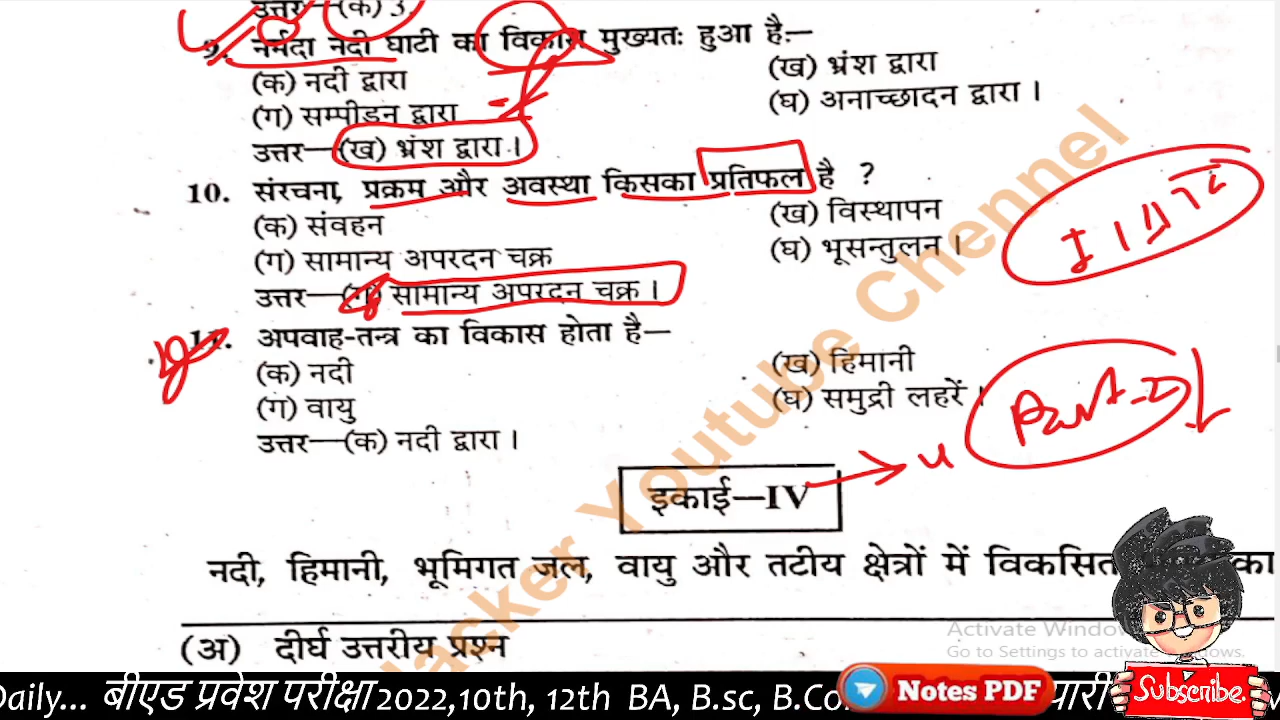 उत्तर—(क) 3.
9. नर्मदा नदी घाटी का विकास मुख्यतः हुआ है:–
(क) नदी द्वारा (ख) भ्रंश द्वारा
(ग) सम्पीडन द्वारा (घ) अनाच्छादन द्वारा ।
उत्तर—(ख) भ्रंश द्वारा ।
10. संरचना, प्रक्रम और अवस्था किसका प्रतिफल है ?
(क) संवहन (ख) विस्थापन
(ग) सामान्य अपरदन चक्र (घ) भूसन्तुलन ।
उत्तर—(ग) सामान्य अपरदन चक्र ।
अपवाह-तन्त्र का विकास होता है—
(क) नदी (ख) हिमानी
(ग) वायु (घ) समुद्री लहरें ।
उत्तर—(क) नदी द्वारा ।
Part-2
इकाई—IV
नदी, हिमानी, भूमिगत जल, वायु और तटीय क्षेत्रों में विकसित का
(अ) दीर्घ उत्तरीय प्रश्न
acker Youtube Chennel
Activate Windows
Go to Settings to activate Windows.
Daily... बीएड प्रवेश परीक्षा 2022,10th, 12th BA, B.sc, B.Co
Notes PDF
Subscribe